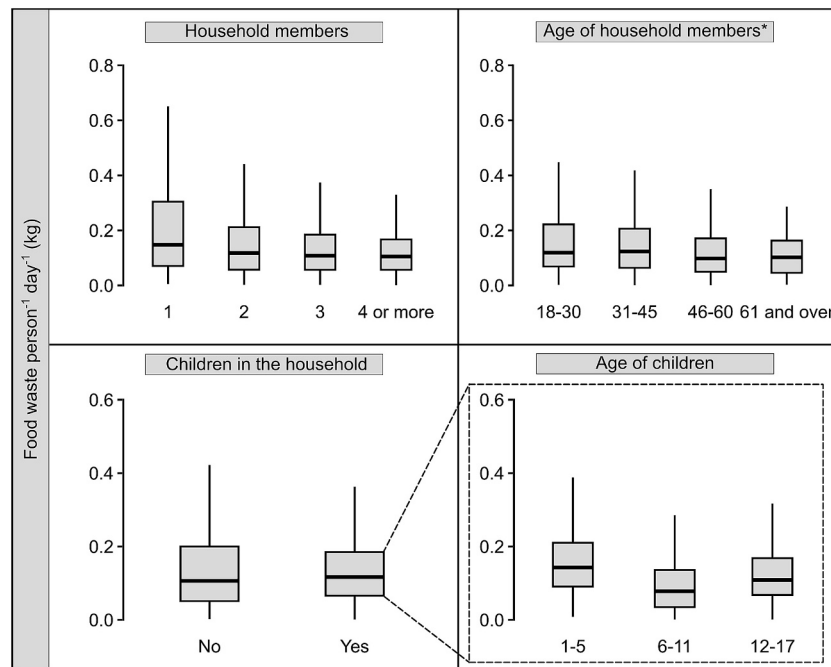 Food waste person⁻¹ day⁻¹ (kg)
Household members
0.8
0.6
0.4
0.2
0.0
1 2 3 4 or more
Age of household members*
0.8
0.6
0.4
0.2
0.0
18-30 31-45 46-60 61 and over
Children in the household
0.6
0.4
0.2
0.0
No Yes
Age of children
0.6
0.4
0.2
0.0
1-5 6-11 12-17